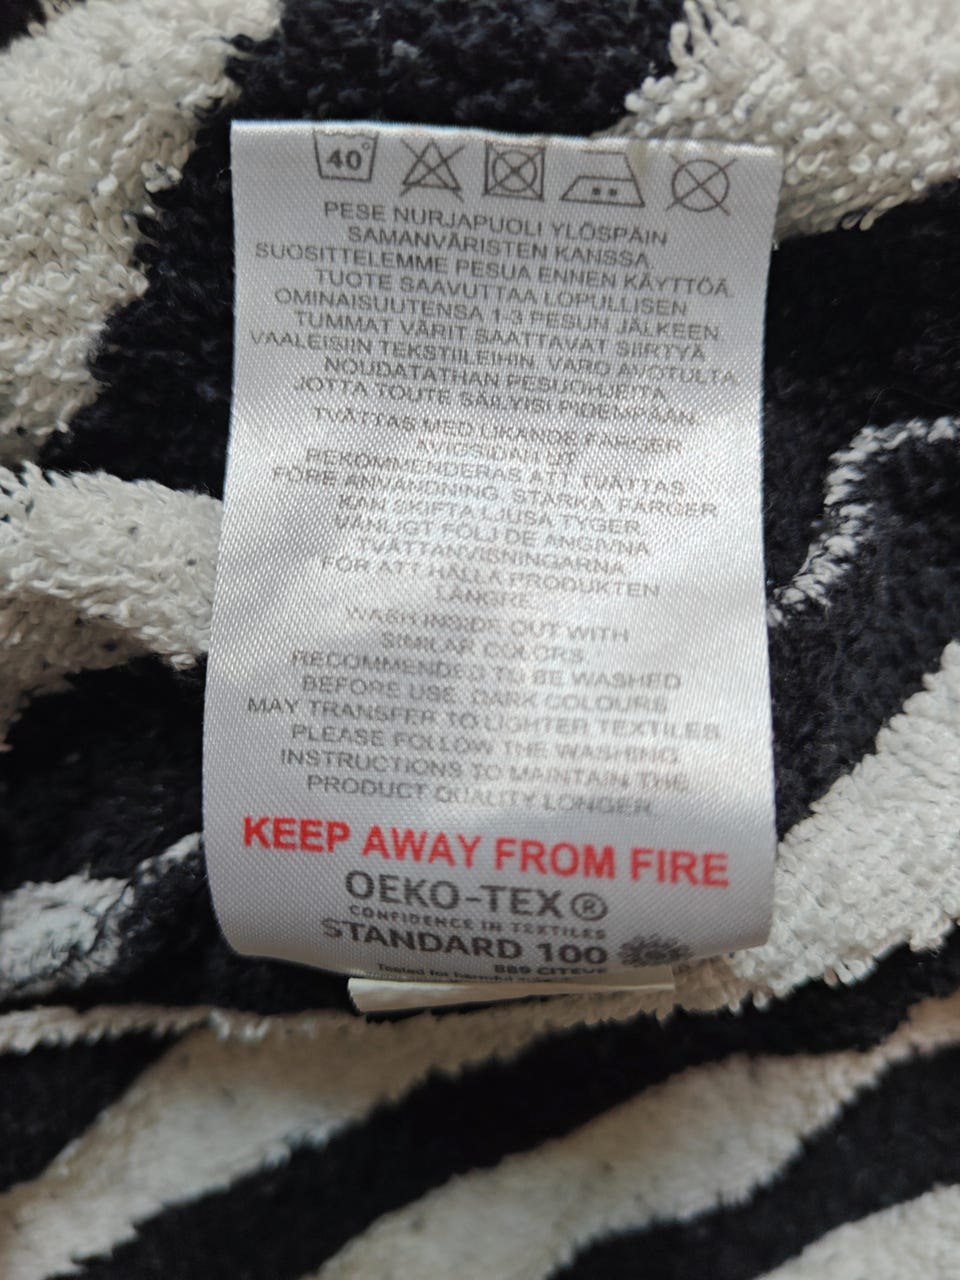 40°
PESE NURJAPUOLI YLÖSPÄIN
SAMANVÄRISTEN KANSSA
SUOSITTELEMME PESUA ENNEN KÄYTTÖÄ.
TUOTE SAAVUTTAA LOPULLISEN
OMINAISUUTENSA 1-3 PESUN JÄLKEEN
TUMMAT VÄRIT SAATTAVAT SIIRTYÄ
VAALEISIIN TEKSTIILEIHIN. VARO AVOTULTA.
NOUDATATHAN PESUOHJEITA
JOTTA TOUTE SÄILYISI PIDEMPÄÄN.
TVÄTTAS MED LIKANDE FÄRGER
AVIGSIDAN UT
REKOMMENDERAS ATT TVÄTTAS
FÖRE ANVÄNDNING. STARKA FÄRGER
KAN SKIFTA LJUSA TYGER
VÄNLIGT FÖLJ DE ANGIVNA
TVÄTTANVISNINGARNA
FÖR ATT HÅLLA PRODUKTEN
LÄNGRE.
WASH INSIDE OUT WITH
SIMILAR COLORS
RECOMMENDED TO BE WASHED
BEFORE USE. DARK COLOURS
MAY TRANSFER TO LIGHTER TEXTILES
PLEASE FOLLOW THE WASHING
INSTRUCTIONS TO MAINTAIN THE
PRODUCT QUALITY LONGER.
KEEP AWAY FROM FIRE
OEKO-TEX®
CONFIDENCE IN TEXTILES
STANDARD 100
889 CITEVE
Tested for harmful